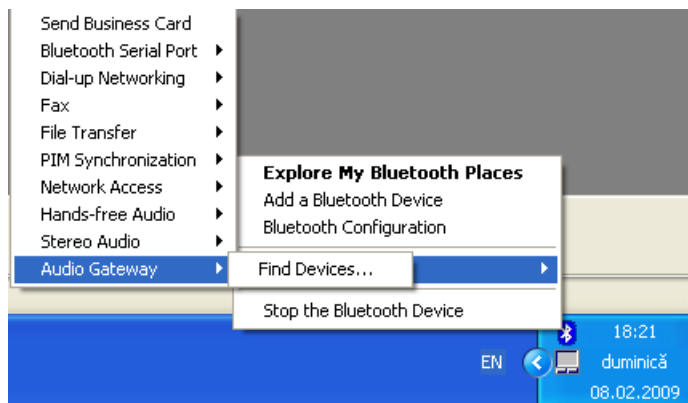 Send Business Card
Bluetooth Serial Port
Dial-up Networking
Fax
File Transfer
PIM Synchronization
Network Access
Hands-free Audio
Stereo Audio
Audio Gateway
Explore My Bluetooth Places
Add a Bluetooth Device
Bluetooth Configuration
Find Devices...
Stop the Bluetooth Device
EN
18:21
duminică
08.02.2009